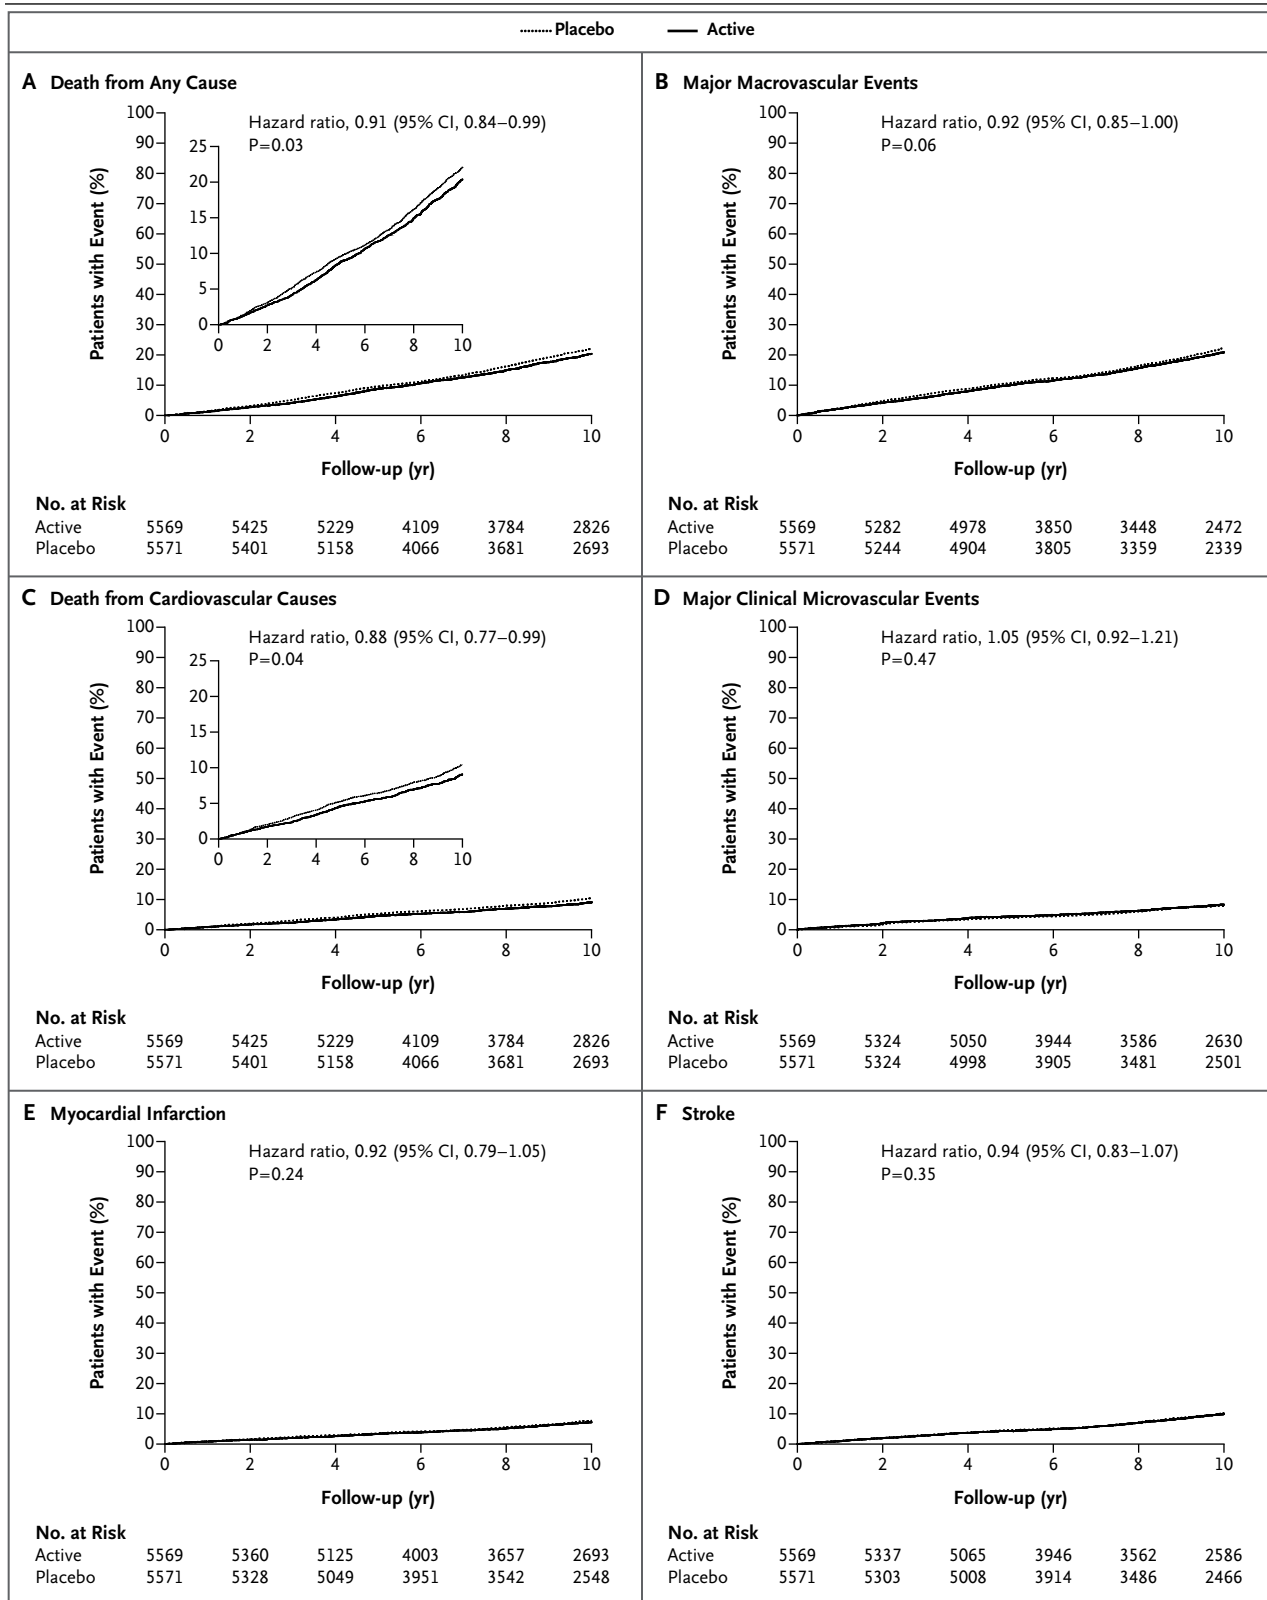 Placebo Active
A Death from Any Cause
Hazard ratio, 0.91 (95% CI, 0.84–0.99)
P=0.03
Patients with Event (%)
100
90
80
70
60
50
40
30
20
10
0
25
20
15
10
5
0
0 2 4 6 8 10
0 2 4 6 8 10
Follow-up (yr)
No. at Risk
Active 5569 5425 5229 4109 3784 2826
Placebo 5571 5401 5158 4066 3681 2693
B Major Macrovascular Events
Hazard ratio, 0.92 (95% CI, 0.85–1.00)
P=0.06
Patients with Event (%)
100
90
80
70
60
50
40
30
20
10
0
0 2 4 6 8 10
Follow-up (yr)
No. at Risk
Active 5569 5282 4978 3850 3448 2472
Placebo 5571 5244 4904 3805 3359 2339
C Death from Cardiovascular Causes
Hazard ratio, 0.88 (95% CI, 0.77–0.99)
P=0.04
Patients with Event (%)
100
90
80
70
60
50
40
30
20
10
0
25
20
15
10
5
0
0 2 4 6 8 10
0 2 4 6 8 10
Follow-up (yr)
No. at Risk
Active 5569 5425 5229 4109 3784 2826
Placebo 5571 5401 5158 4066 3681 2693
D Major Clinical Microvascular Events
Hazard ratio, 1.05 (95% CI, 0.92–1.21)
P=0.47
Patients with Event (%)
100
90
80
70
60
50
40
30
20
10
0
0 2 4 6 8 10
Follow-up (yr)
No. at Risk
Active 5569 5324 5050 3944 3586 2630
Placebo 5571 5324 4998 3905 3481 2501
E Myocardial Infarction
Hazard ratio, 0.92 (95% CI, 0.79–1.05)
P=0.24
Patients with Event (%)
100
90
80
70
60
50
40
30
20
10
0
0 2 4 6 8 10
Follow-up (yr)
No. at Risk
Active 5569 5360 5125 4003 3657 2693
Placebo 5571 5328 5049 3951 3542 2548
F Stroke
Hazard ratio, 0.94 (95% CI, 0.83–1.07)
P=0.35
Patients with Event (%)
100
90
80
70
60
50
40
30
20
10
0
0 2 4 6 8 10
Follow-up (yr)
No. at Risk
Active 5569 5337 5065 3946 3562 2586
Placebo 5571 5303 5008 3914 3486 2466